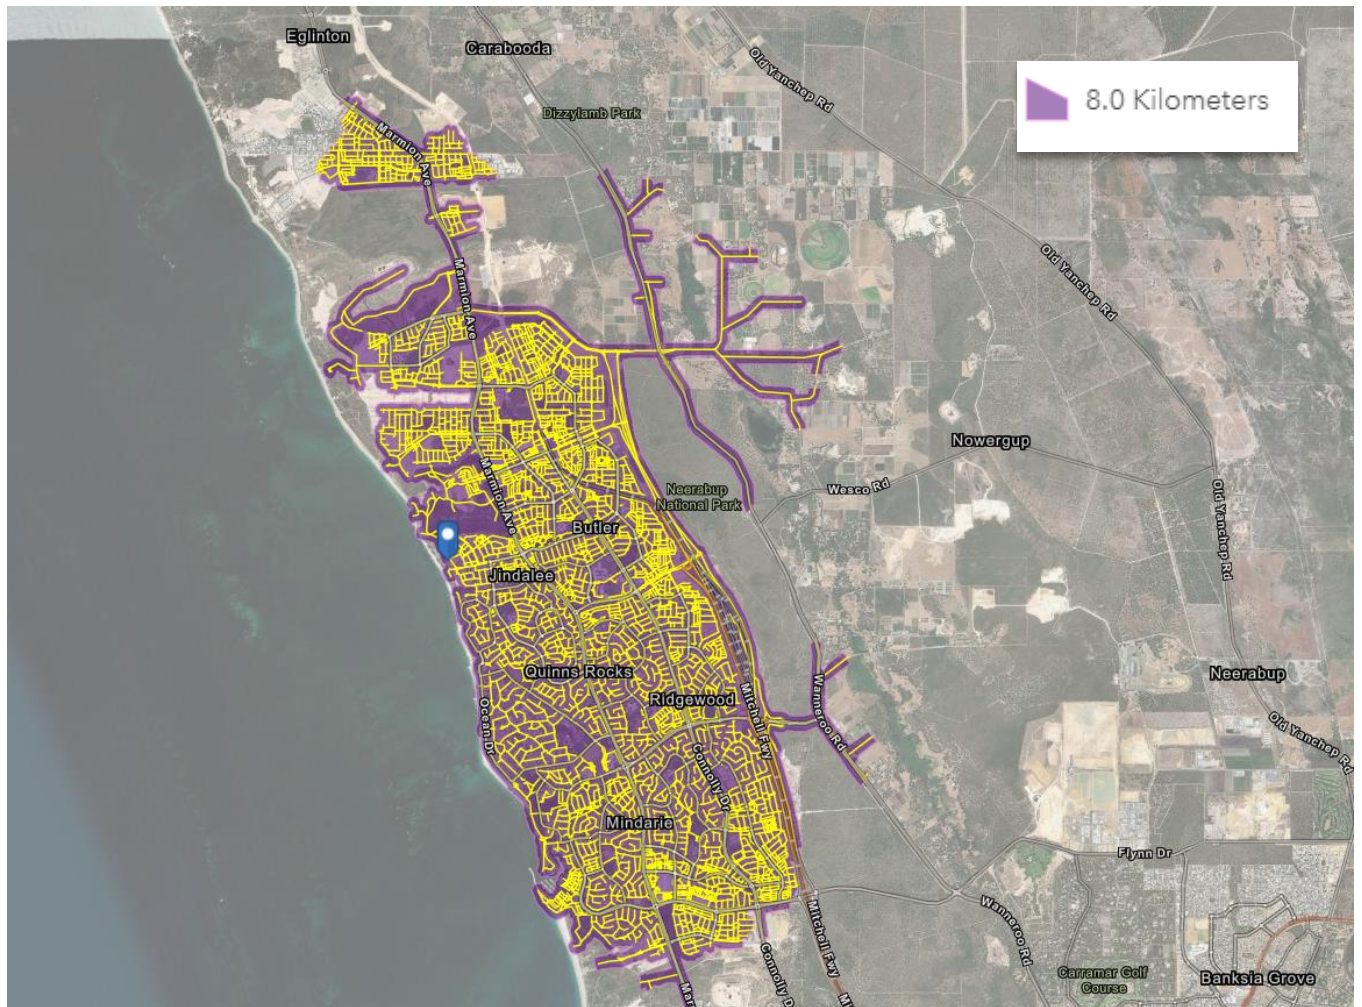 Eglinton
Carabooda
Old Yanchep Rd
8.0 Kilometers
Dizzylamb Park
Marmion Ave
Old Yanchep Rd
Marmion Ave
Nowergup
Marmion Ave
Wesco Rd
Neerabup
National Park
Old Yanchep Rd
Butler
Jindalee
Quinns Rocks
Neerabup
Ridgewood
Wanneroo Rd
Mitchell Fwy
Ocean Dr
Old Yanchep Rd
Connolly Dr
Mindarie
Flynn Dr
Wanneroo Rd
Mitchell Fwy
Connolly D
Mar
Mi
Carramar Golf
Course
Banksia Grove